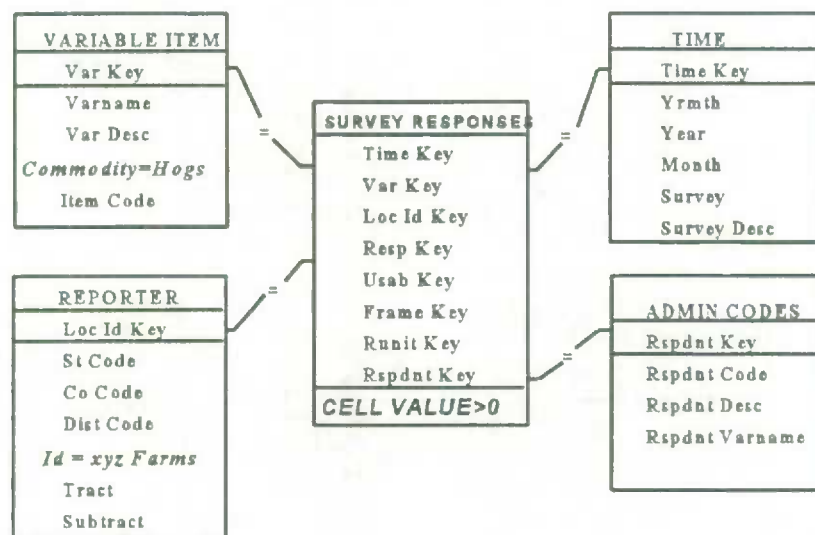 VARIABLE ITEM
Var Key
Varname
Var Desc
Commodity=Hogs
Item Code
REPORTER
Loc Id Key
St Code
Co Code
Dist Code
Id = xyz Farms
Tract
Subtract
SURVEY RESPONSES
Time Key
Var Key
Loc Id Key
Resp Key
Usab Key
Frame Key
Runit Key
Rspdnt Key
CELL VALUE>0
TIME
Time Key
Yrmth
Year
Month
Survey
Survey Desc
ADMIN CODES
Rspdnt Key
Rspdnt Code
Rspdnt Desc
Rspdnt Varname
=
=
=
=